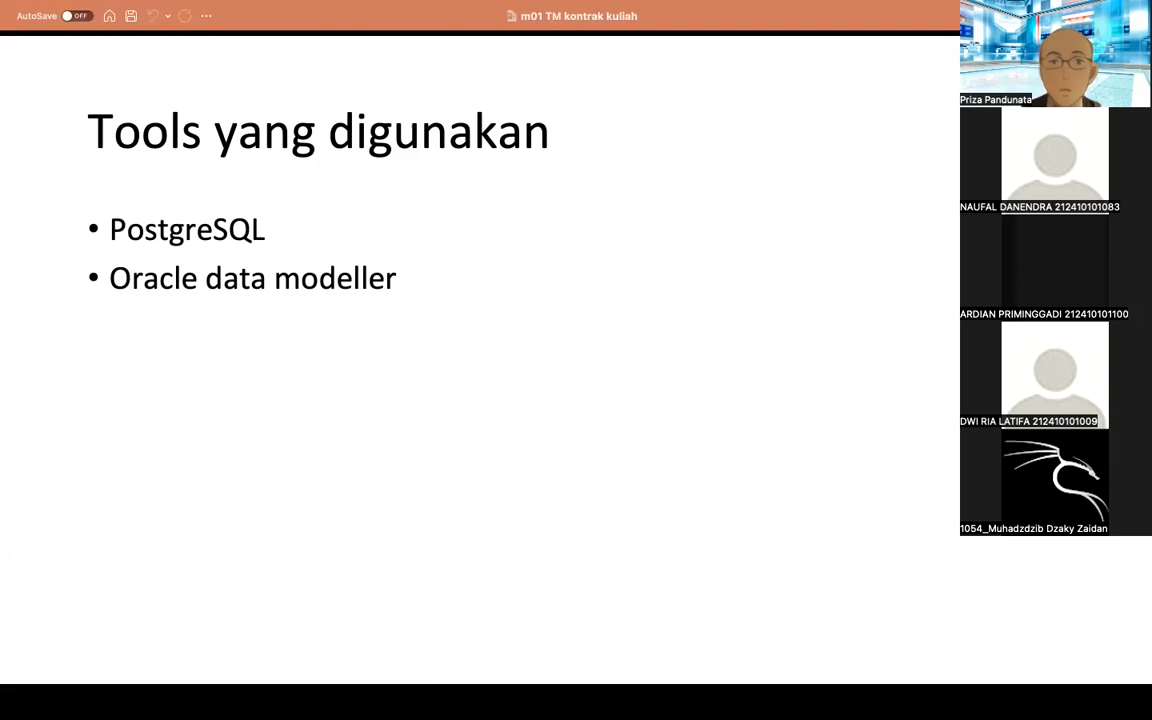 AutoSave OFF
m01 TM kontrak kuliah
Tools yang digunakan
• PostgreSQL
• Oracle data modeller
Priza Pandunata
NAUFAL DANENDRA 212410101083
ARDIAN PRIMINGGADI 212410101100
DWI RIA LATIFA 212410101009
1054_Muhadzdzib Dzaky Zaidan